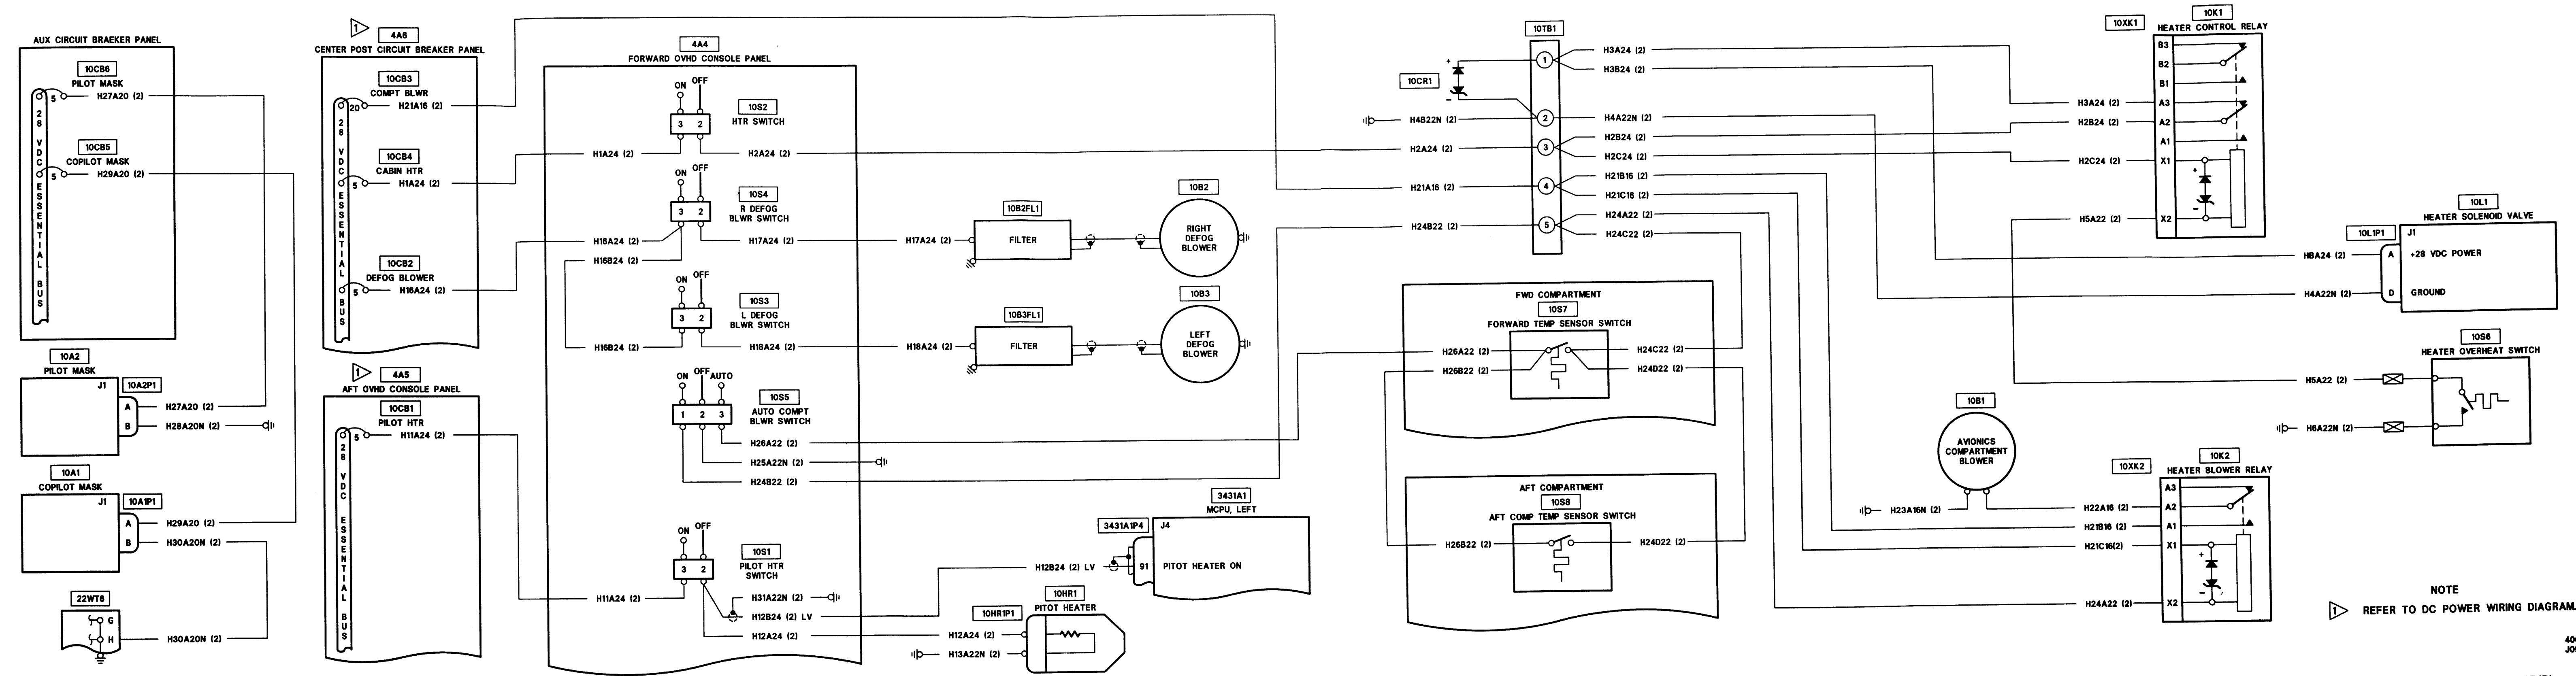 AUX CIRCUIT BRAEKER PANEL
10CB6
PILOT MASK
5
H27A20 (2)
10CB5
COPILOT MASK
5
H29A20 (2)
28 VDC ESSENTIAL BUS
10A2
PILOT MASK
J1
10A2P1
A
H27A20 (2)
B
H28A20N (2)
10A1
COPILOT MASK
J1
10A1P1
A
H29A20 (2)
B
H30A20N (2)
22WT6
G
H
H30A20N (2)
1
4A6
CENTER POST CIRCUIT BREAKER PANEL
10CB3
COMPT BLWR
20
H21A16 (2)
10CB4
CABIN HTR
5
H1A24 (2)
10CB2
DEFOG BLOWER
5
H16A24 (2)
28 VDC ESSENTIAL BUS
1
4A5
AFT OVHD CONSOLE PANEL
10CB1
PILOT HTR
5
H11A24 (2)
28 VDC ESSENTIAL BUS
4A4
FORWARD OVHD CONSOLE PANEL
ON
OFF
3 2
10S2
HTR SWITCH
H1A24 (2)
H2A24 (2)
ON
OFF
3 2
10S4
R DEFOG
BLWR SWITCH
H16A24 (2)
H17A24 (2)
H16B24 (2)
ON
OFF
3 2
10S3
L DEFOG
BLWR SWITCH
H16B24 (2)
H18A24 (2)
ON
OFF
AUTO
1 2 3
10S5
AUTO COMPT
BLWR SWITCH
H26A22 (2)
H25A22N (2)
H24B22 (2)
ON
OFF
3 2
10S1
PILOT HTR
SWITCH
H11A24 (2)
H31A22N (2)
H12B24 (2) LV
H12A24 (2)
H17A24 (2)
10B2FL1
FILTER
10B2
RIGHT
DEFOG
BLOWER
H18A24 (2)
10B3FL1
FILTER
10B3
LEFT
DEFOG
BLOWER
3431A1
MCPU, LEFT
3431A1P4
J4
H12B24 (2) LV
91
PITOT HEATER ON
10HR1
PITOT HEATER
10HR1P1
H12A24 (2)
H13A22N (2)
10TB1
10CR1
+
-
1
H3A24 (2)
H3B24 (2)
H4B22N (2)
2
H4A22N (2)
H2A24 (2)
3
H2B24 (2)
H2C24 (2)
H21A16 (2)
4
H21B16 (2)
H21C16 (2)
H24B22 (2)
5
H24A22 (2)
H24C22 (2)
FWD COMPARTMENT
10S7
FORWARD TEMP SENSOR SWITCH
H26A22 (2)
H24C22 (2)
H26B22 (2)
H24D22 (2)
AFT COMPARTMENT
10S8
AFT COMP TEMP SENSOR SWITCH
H26B22 (2)
H24D22 (2)
10B1
AVIONICS
COMPARTMENT
BLOWER
H23A16N (2)
10XK1
10K1
HEATER CONTROL RELAY
B3
B2
B1
H3A24 (2)
A3
H2B24 (2)
A2
A1
H2C24 (2)
X1
+
-
H5A22 (2)
X2
10L1
HEATER SOLENOID VALVE
10L1P1
J1
HBA24 (2)
A
+28 VDC POWER
H4A22N (2)
D
GROUND
10S6
HEATER OVERHEAT SWITCH
H5A22 (2)
H6A22N (2)
10XK2
10K2
HEATER BLOWER RELAY
A3
H22A16 (2)
A2
H21B16 (2)
A1
H21C16(2)
X1
+
-
H24A22 (2)
X2
NOTE
1
REFER TO DC POWER WIRING DIAGRAM.